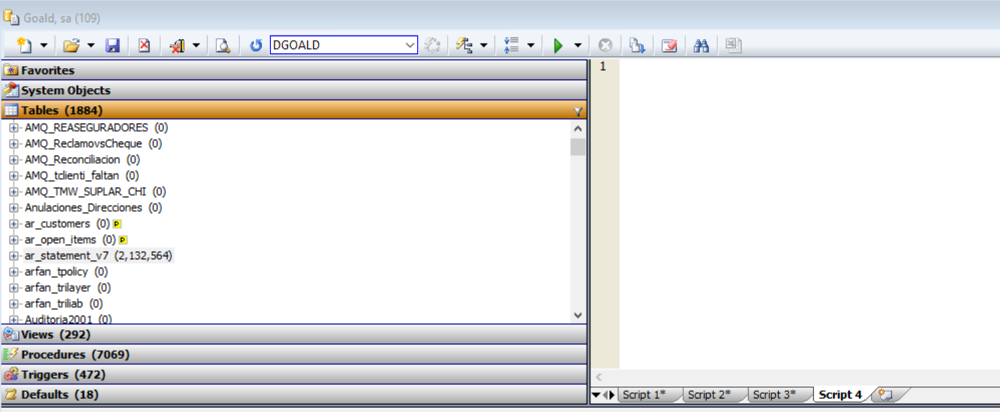 Goald, sa (109)
DGOALD
Favorites
System Objects
Tables (1884)
AMQ_REASEGURADORES (0)
AMQ_ReclamovsCheque (0)
AMQ_Reconciliacion (0)
AMQ_tclienti_faltan (0)
AMQ_TMW_SUPLAR_CHI (0)
Anulaciones_Direcciones (0)
ar_customers (0) P
ar_open_items (0) P
ar_statement_v7 (2,132,564)
arfan_tpolicy (0)
arfan_trilayer (0)
arfan_triliab (0)
Auditoria2001 (0)
Views (292)
Procedures (7069)
Triggers (472)
Defaults (18)
1
Script 1* Script 2* Script 3* Script 4